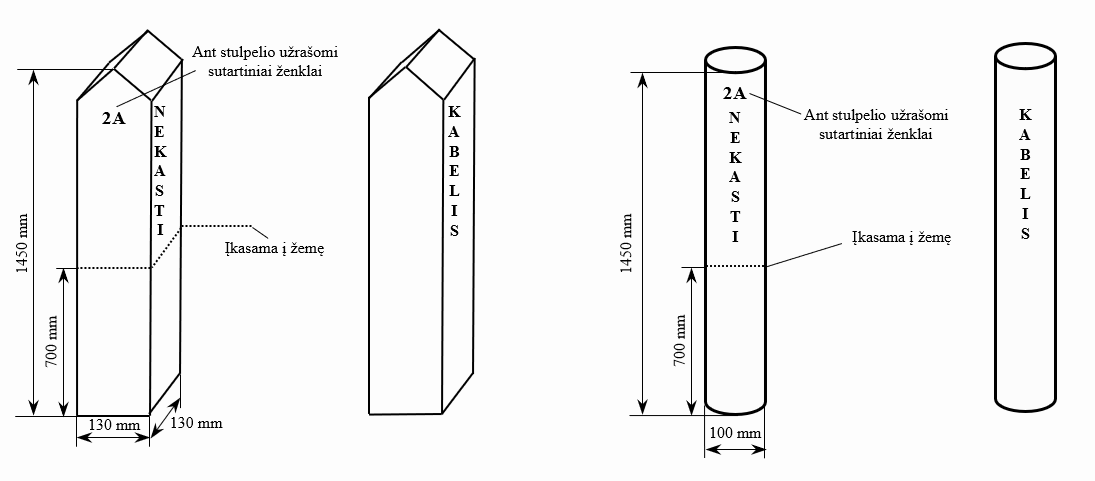 Ant stulpelio užrašomi
sutartiniai ženklai
2A
NEKASTI
Įkasama į žemę
1450 mm
700 mm
130 mm
130 mm
KABELIS
2A
NEKASTI
Ant stulpelio užrašomi
sutartiniai ženklai
Įkasama į žemę
1450 mm
700 mm
100 mm
KABELIS